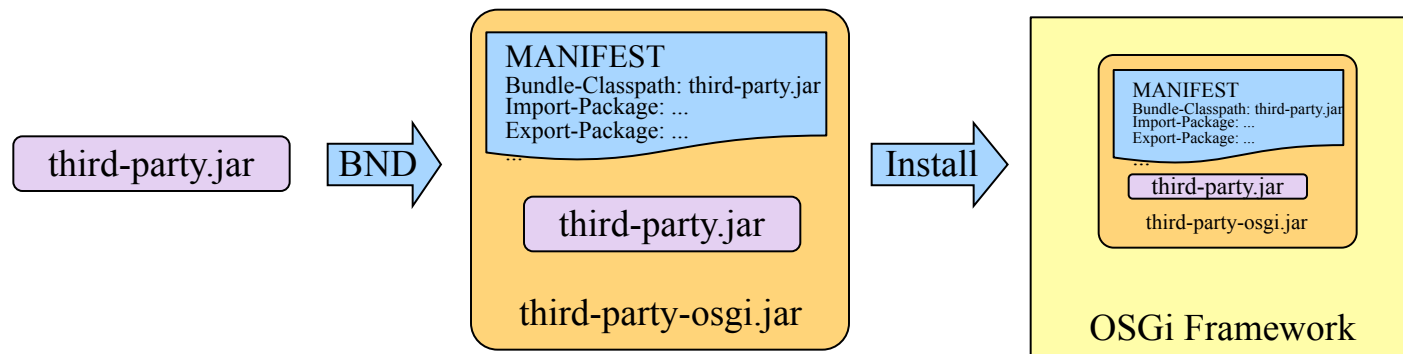 third-party.jar
BND
MANIFEST
Bundle-Classpath: third-party.jar
Import-Package: ...
Export-Package: ...
...
third-party.jar
third-party-osgi.jar
Install
MANIFEST
Bundle-Classpath: third-party.jar
Import-Package: ...
Export-Package: ...
...
third-party.jar
third-party-osgi.jar
OSGi Framework